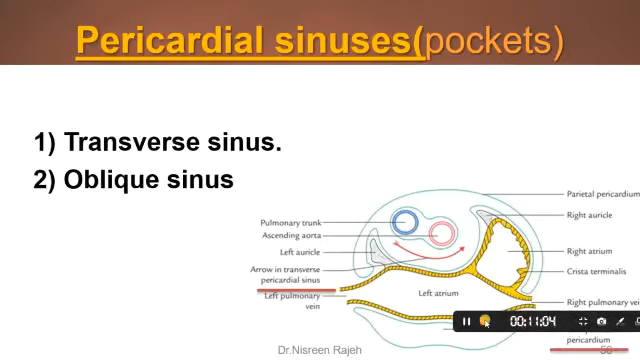 Pericardial sinuses(pockets)
1) Transverse sinus.
2) Oblique sinus
Parietal pericardium
Right auricle
Pulmonary trunk
Ascending aorta
Left auricle
Right atrium
Arrow in transverse
pericardial sinus
Crista terminalis
Left pulmonary
vein
Left atrium
Right pulmonary vein
00:11:04
pericardium
Dr.Nisreen Rajeh